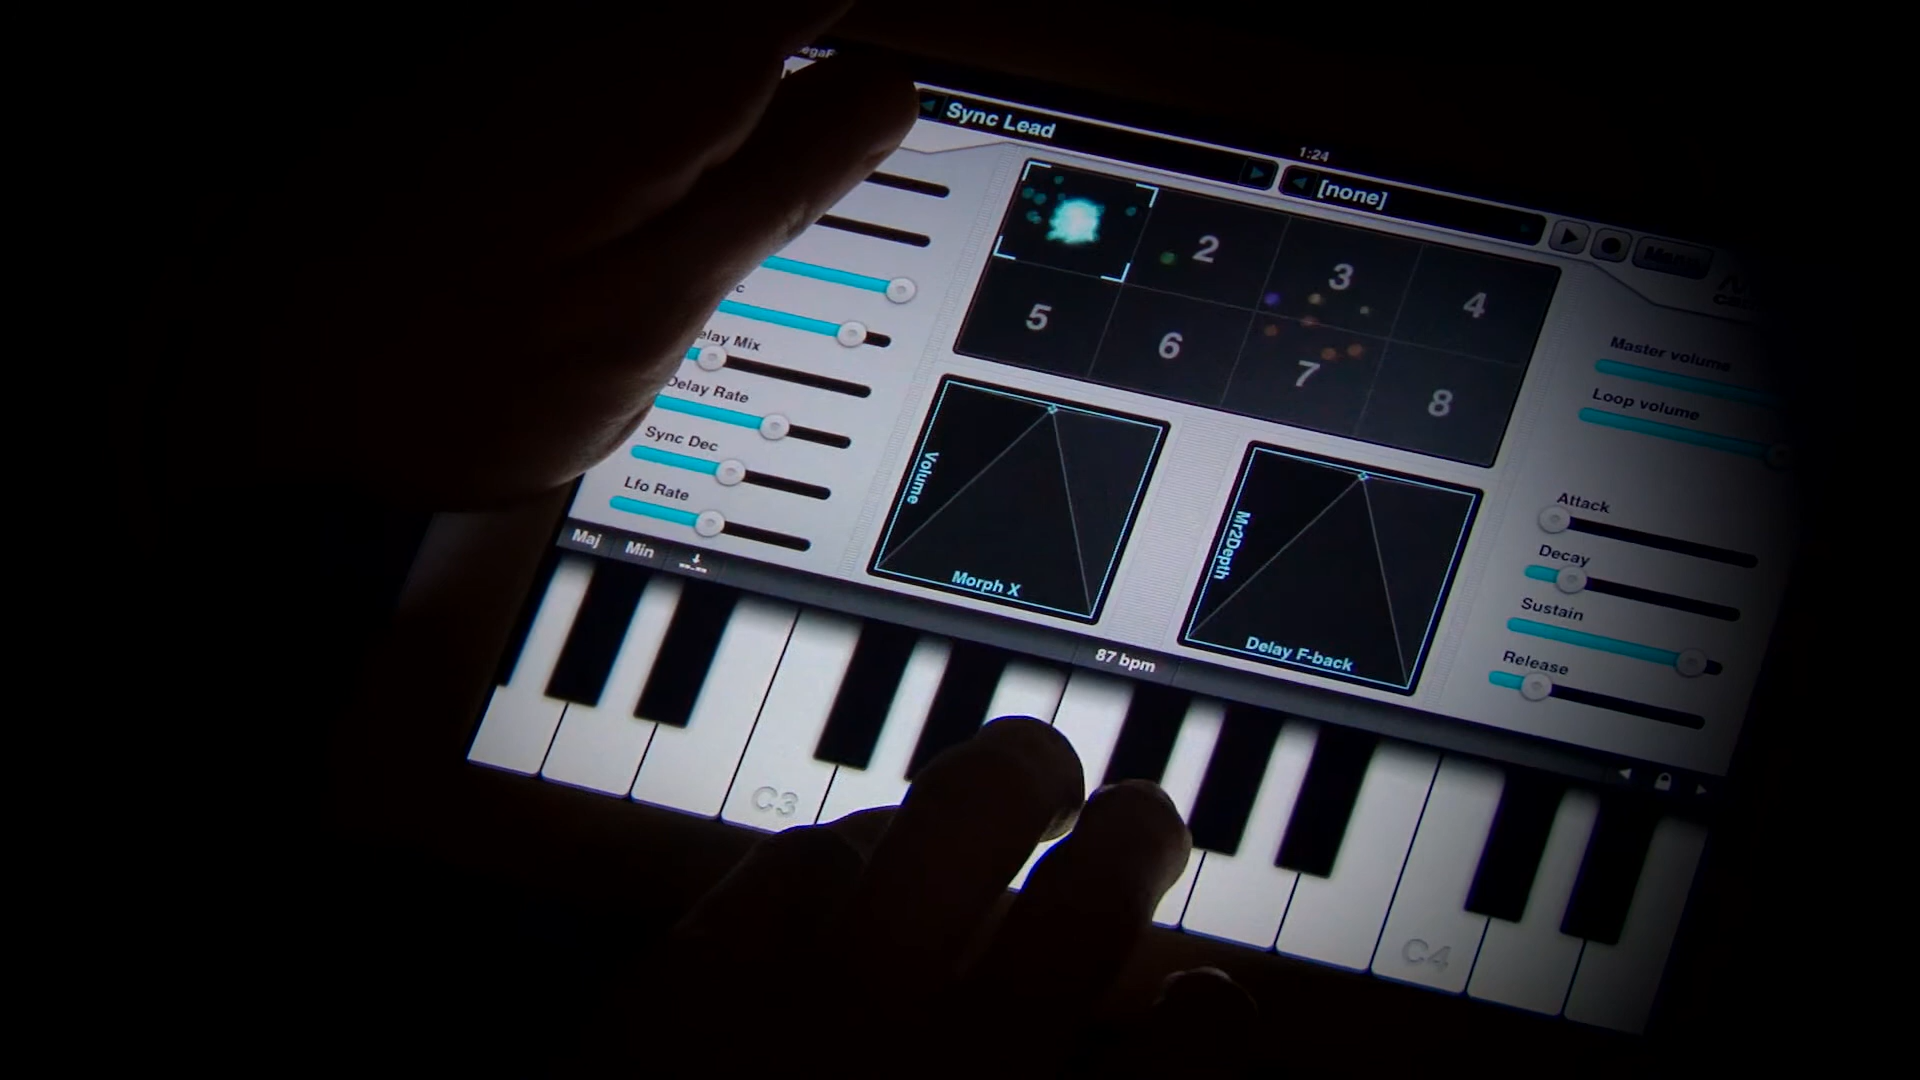 Sync Lead
1:24
[none]
Menu
2
3
4
5
6
7
8
Delay Mix
Delay Rate
Sync Dec
Lfo Rate
Volume
Morph X
Mr2Depth
Delay F-back
Master volume
Loop volume
Attack
Decay
Sustain
Release
Maj
Min
87 bpm
C3
C4